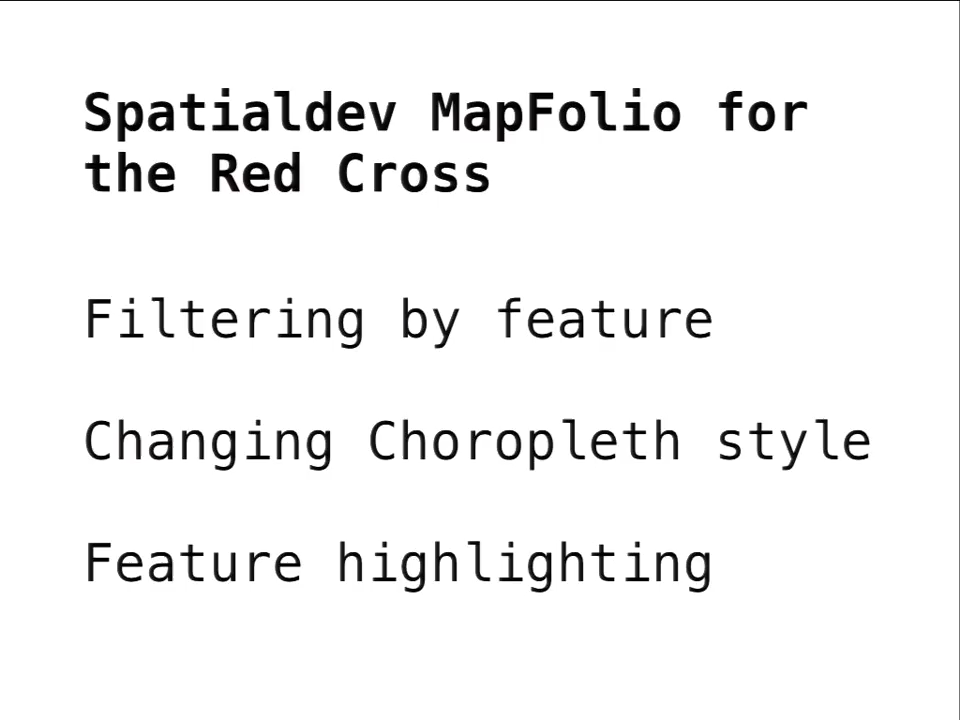 Spatialdev MapFolio for
the Red Cross
Filtering by feature
Changing Choropleth style
Feature highlighting